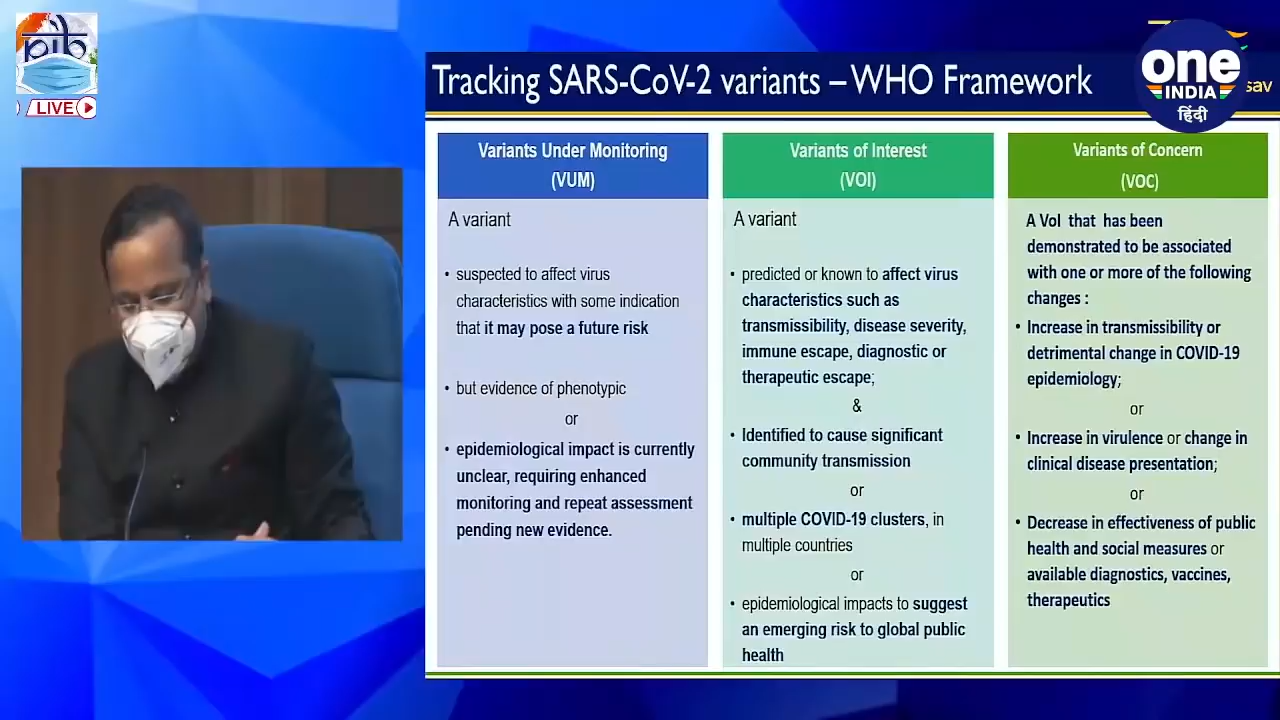 pib
LIVE
Tracking SARS-CoV-2 variants – WHO Framework
one
INDIA
हिंदी
sav
Variants Under Monitoring
(VUM)
A variant
• suspected to affect virus
characteristics with some indication
that it may pose a future risk
• but evidence of phenotypic
or
• epidemiological impact is currently
unclear, requiring enhanced
monitoring and repeat assessment
pending new evidence.
Variants of Interest
(VOI)
A variant
• predicted or known to affect virus
characteristics such as
transmissibility, disease severity,
immune escape, diagnostic or
therapeutic escape;
&
• Identified to cause significant
community transmission
or
• multiple COVID-19 clusters, in
multiple countries
or
• epidemiological impacts to suggest
an emerging risk to global public
health
Variants of Concern
(VOC)
A VoI that has been
demonstrated to be associated
with one or more of the following
changes :
• Increase in transmissibility or
detrimental change in COVID-19
epidemiology;
or
• Increase in virulence or change in
clinical disease presentation;
or
• Decrease in effectiveness of public
health and social measures or
available diagnostics, vaccines,
therapeutics